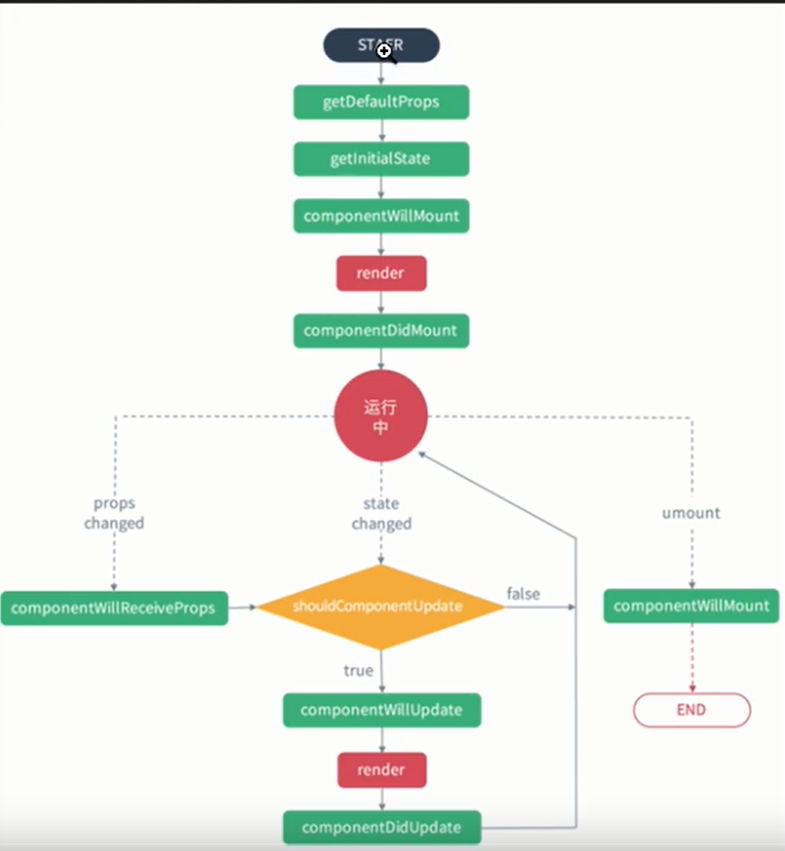 STAER
getDefaultProps
getInitialState
componentWillMount
render
componentDidMount
运行
中
props
changed
state
changed
umount
componentWillReceiveProps
shouldComponentUpdate
false
componentWillMount
true
componentWillUpdate
END
render
componentDidUpdate